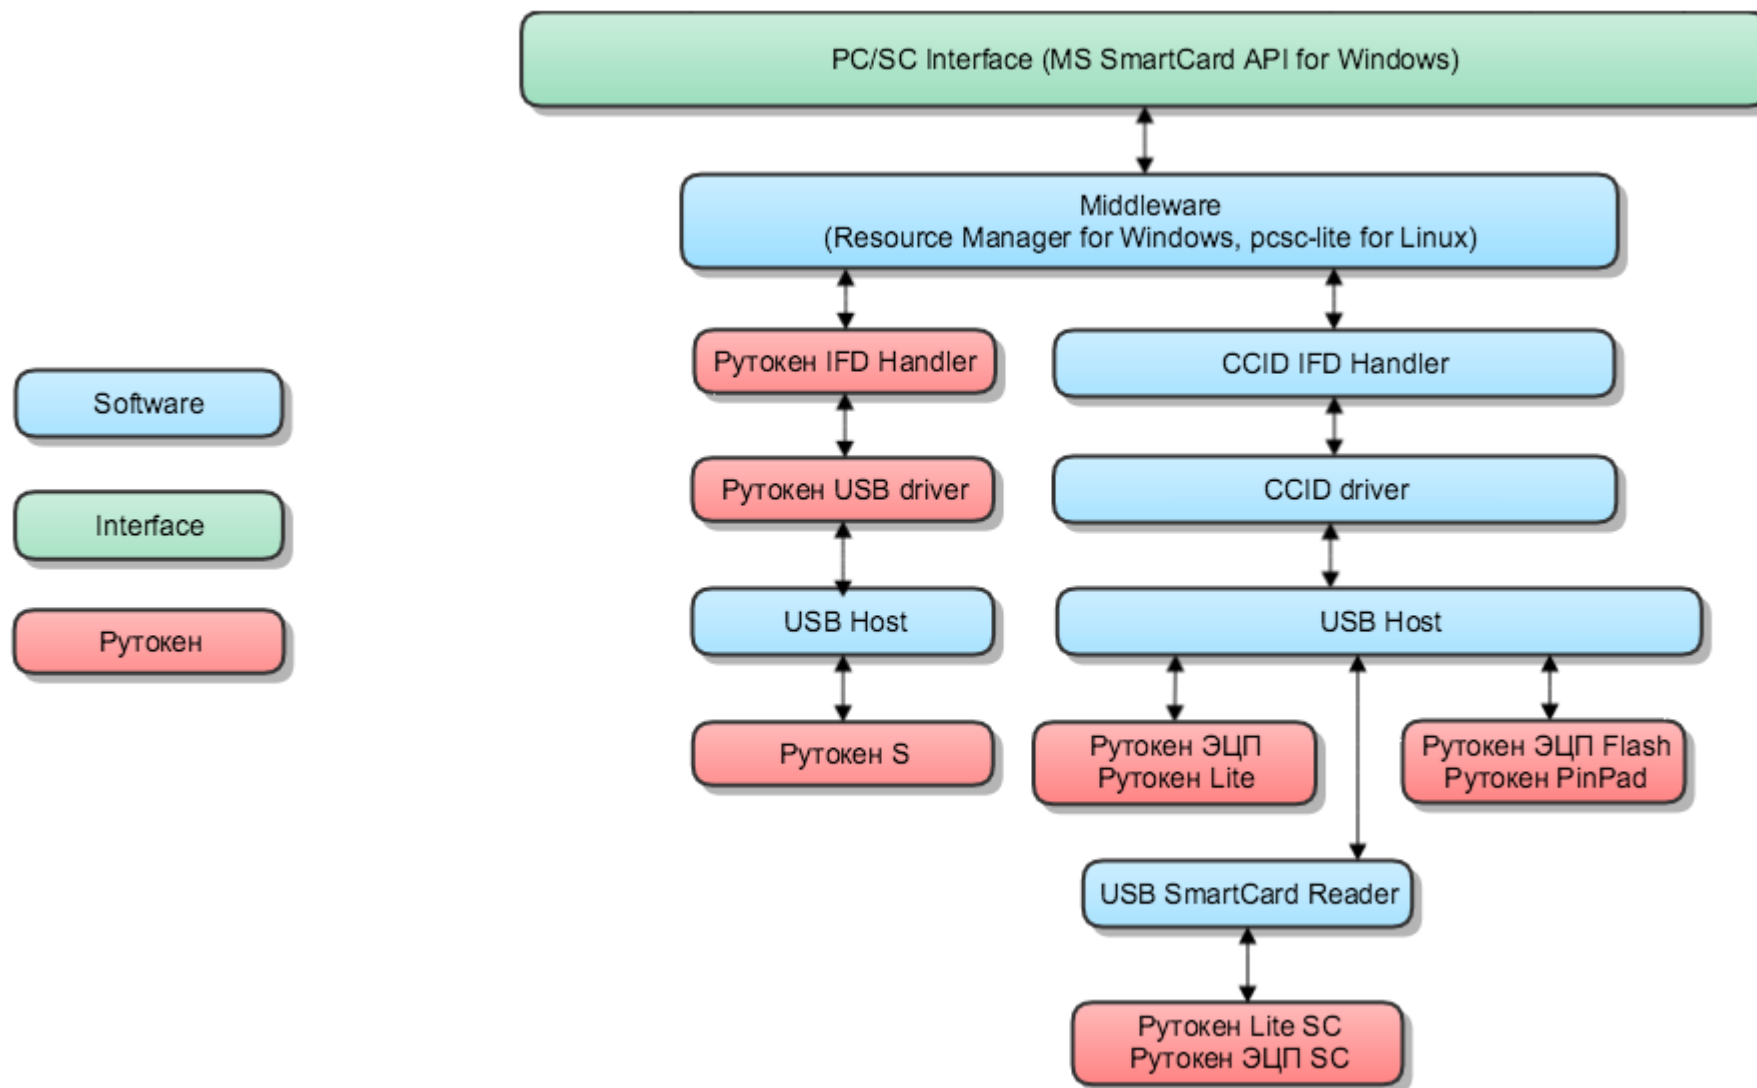 PC/SC Interface (MS SmartCard API for Windows)
Middleware
(Resource Manager for Windows, pcsc-lite for Linux)
Рутокен IFD Handler
CCID IFD Handler
Software
Рутокен USB driver
CCID driver
Interface
USB Host
USB Host
Рутокен
Рутокен S
Рутокен ЭЦП
Рутокен Lite
Рутокен ЭЦП Flash
Рутокен PinPad
USB SmartCard Reader
Рутокен Lite SC
Рутокен ЭЦП SC